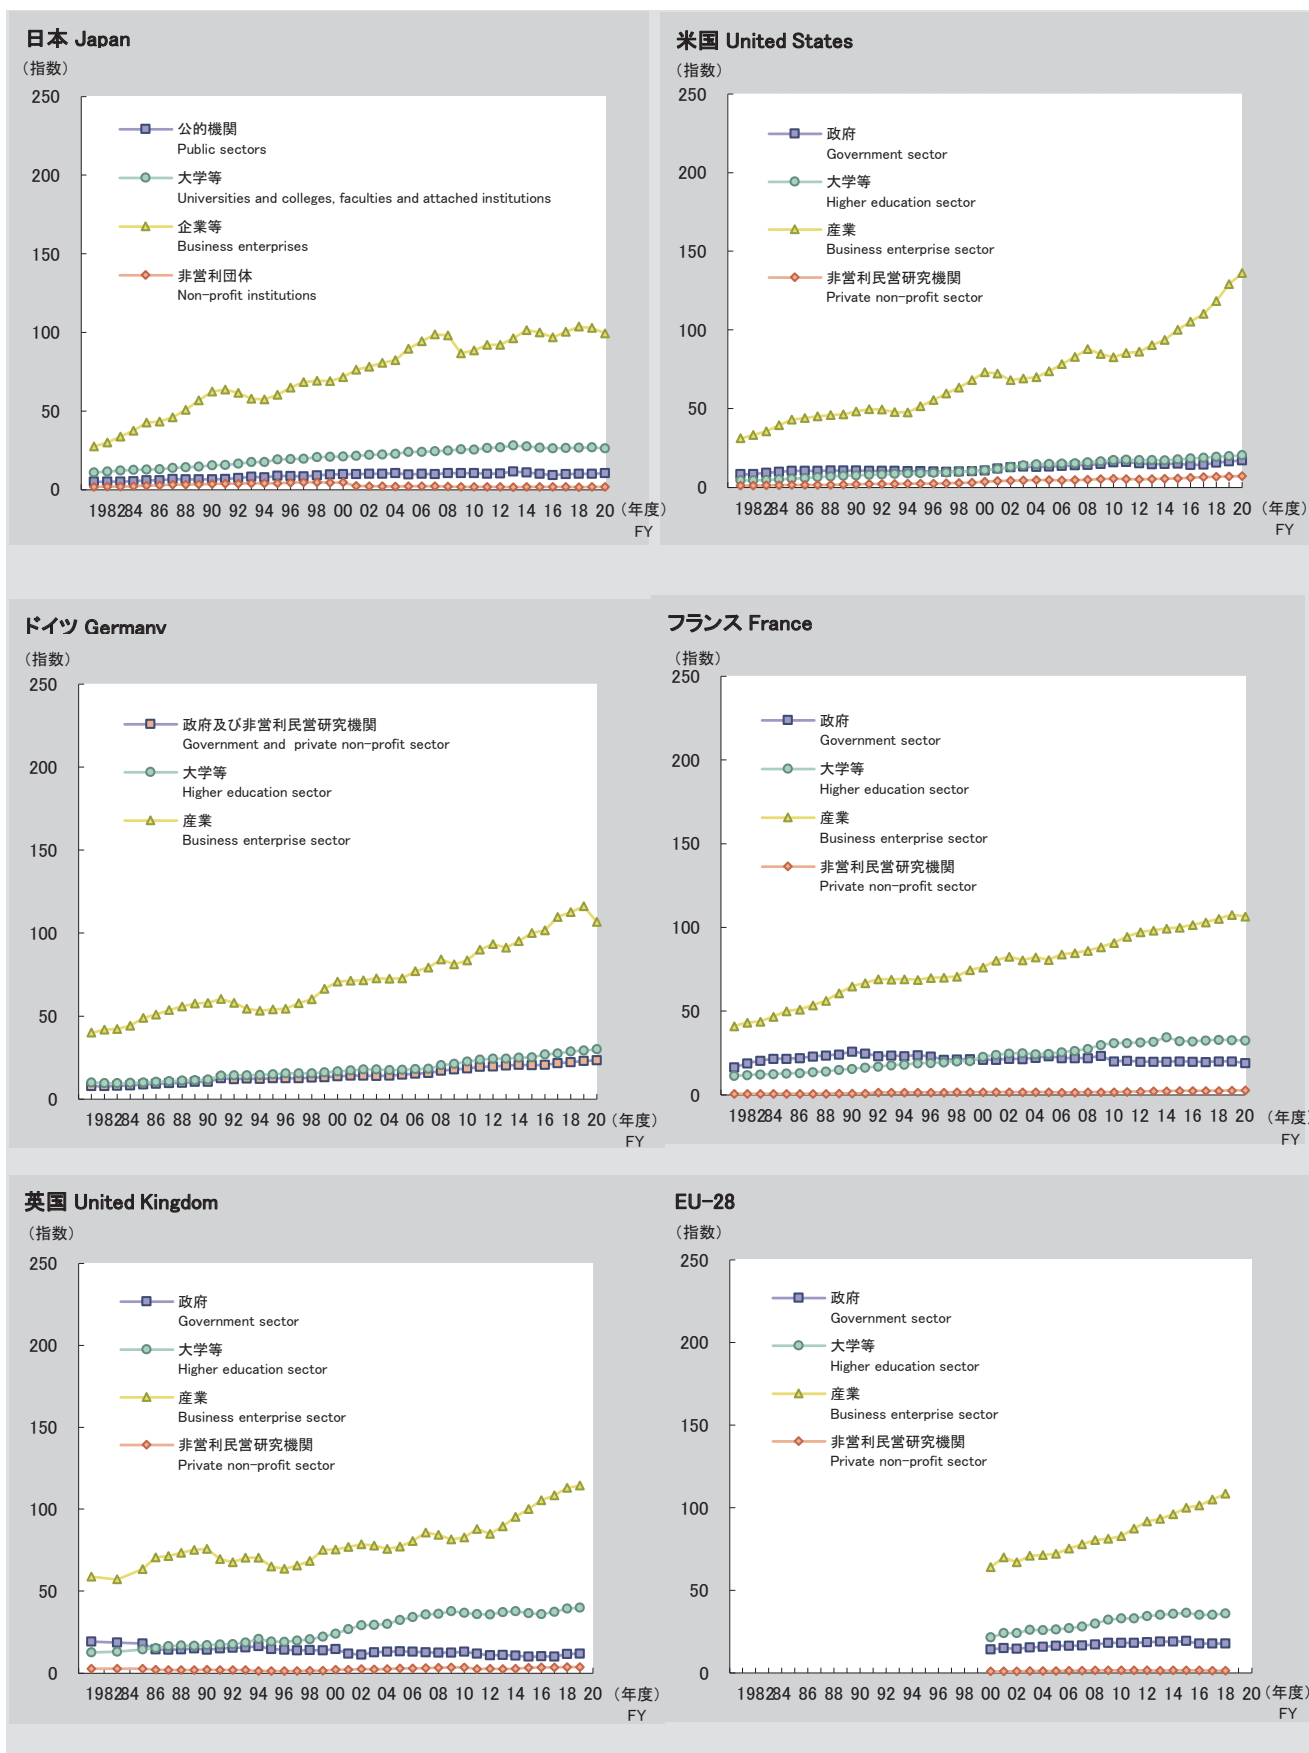 日本 Japan
（指数）
250
200
150
100
50
0
公的機関
Public sectors
大学等
Universities and colleges, faculties and attached institutions
企業等
Business enterprises
非営利団体
Non-profit institutions
1982 84 86 88 90 92 94 96 98 00 02 04 06 08 10 12 14 16 18 20 （年度）
FY
米国 United States
（指数）
250
200
150
100
50
0
政府
Government sector
大学等
Higher education sector
産業
Business enterprise sector
非営利民営研究機関
Private non-profit sector
1982 84 86 88 90 92 94 96 98 00 02 04 06 08 10 12 14 16 18 20 （年度）
FY
ドイツ Germany
（指数）
250
200
150
100
50
0
政府及び非営利民営研究機関
Government and private non-profit sector
大学等
Higher education sector
産業
Business enterprise sector
1982 84 86 88 90 92 94 96 98 00 02 04 06 08 10 12 14 16 18 20 （年度）
FY
フランス France
（指数）
250
200
150
100
50
0
政府
Government sector
大学等
Higher education sector
産業
Business enterprise sector
非営利民営研究機関
Private non-profit sector
1982 84 86 88 90 92 94 96 98 00 02 04 06 08 10 12 14 16 18 20 （年度）
FY
英国 United Kingdom
（指数）
250
200
150
100
50
0
政府
Government sector
大学等
Higher education sector
産業
Business enterprise sector
非営利民営研究機関
Private non-profit sector
1982 84 86 88 90 92 94 96 98 00 02 04 06 08 10 12 14 16 18 20 （年度）
FY
EU-28
（指数）
250
200
150
100
50
0
政府
Government sector
大学等
Higher education sector
産業
Business enterprise sector
非営利民営研究機関
Private non-profit sector
1982 84 86 88 90 92 94 96 98 00 02 04 06 08 10 12 14 16 18 20 （年度）
FY